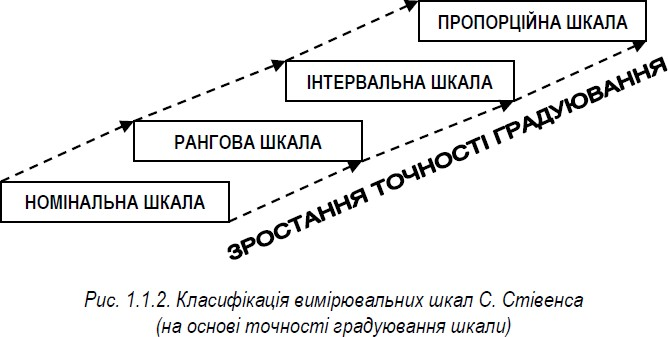 ПРОПОРЦІЙНА ШКАЛА
ІНТЕРВАЛЬНА ШКАЛА
РАНГОВА ШКАЛА
НОМІНАЛЬНА ШКАЛА
ЗРОСТАННЯ ТОЧНОСТІ ГРАДУЮВАННЯ
Рис. 1.1.2. Класифікація вимірювальних шкал С. Стівенса
(на основі точності градуювання шкали)